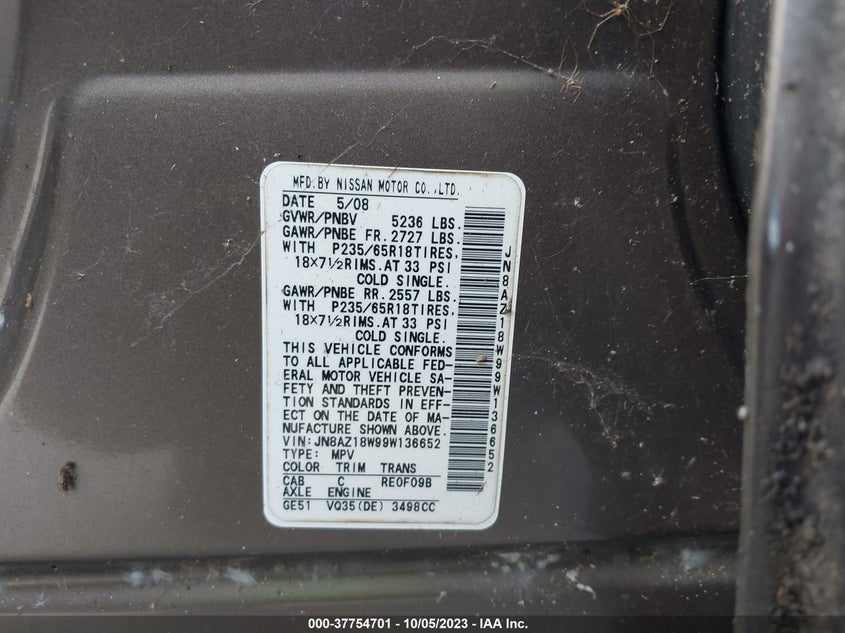 MFD.BY NISSAN MOTOR CO.,LTD.
DATE 5/08
GVWR/PNBV 5236 LBS.
GAWR/PNBE FR.2727 LBS.
WITH P235/65R18TIRES,
18×7½RIMS.AT 33 PSI
COLD SINGLE.
GAWR/PNBE RR.2557 LBS.
WITH P235/65R18TIRES,
18×7½RIMS.AT 33 PSI
COLD SINGLE.
THIS VEHICLE CONFORMS
TO ALL APPLICABLE FED-
ERAL MOTOR VEHICLE SA-
FETY AND THEFT PREVEN-
TION STANDARDS IN EFF-
ECT ON THE DATE OF MA-
NUFACTURE SHOWN ABOVE.
VIN:JN8AZ18W99W136652
TYPE: MPV
COLOR TRIM TRANS
CAB C RE0F09B
AXLE ENGINE
GE51 VQ35(DE) 3498CC
JN8AZ18W99W136652
000-37754701 - 10/05/2023 - IAA Inc.